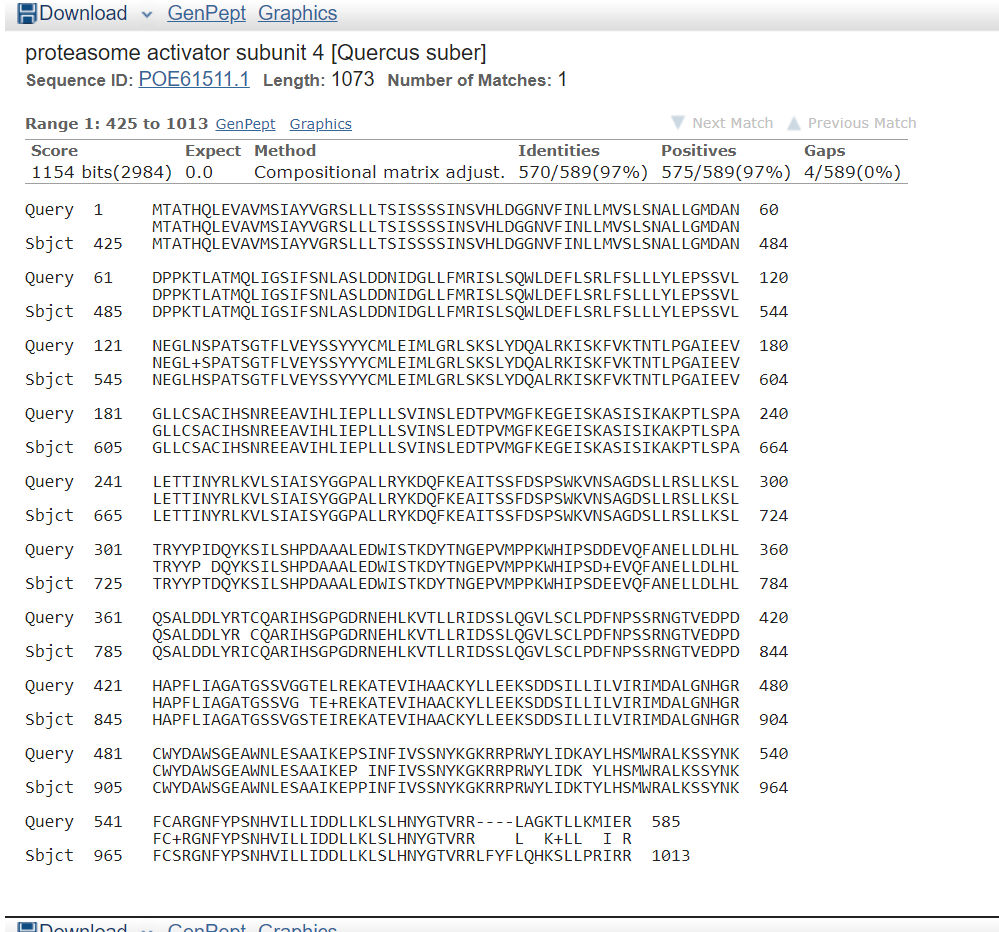 Download GenPept Graphics
proteasome activator subunit 4 [Quercus suber]
Sequence ID: POE61511.1 Length: 1073 Number of Matches: 1
Range 1: 425 to 1013 GenPept Graphics Next Match Previous Match
Score Expect Method Identities Positives Gaps
1154 bits(2984) 0.0 Compositional matrix adjust. 570/589(97%) 575/589(97%) 4/589(0%)
Query 1 MTATHQLEVAVMSIAYVGRSLLLTSISSSSINSVHLDGGNVFINLLMVSLSNALLGMDAN 60
MTATHQLEVAVMSIAYVGRSLLLTSISSSSINSVHLDGGNVFINLLMVSLSNALLGMDAN
Sbjct 425 MTATHQLEVAVMSIAYVGRSLLLTSISSSSINSVHLDGGNVFINLLMVSLSNALLGMDAN 484
Query 61 DPPKTLATMQLIGSIFSNLASLDDNIDGLLFMRISLSQWLDEFLSRLFSLLLYLEPSSVL 120
DPPKTLATMQLIGSIFSNLASLDDNIDGLLFMRISLSQWLDEFLSRLFSLLLYLEPSSVL
Sbjct 485 DPPKTLATMQLIGSIFSNLASLDDNIDGLLFMRISLSQWLDEFLSRLFSLLLYLEPSSVL 544
Query 121 NEGLNSPATSGTFLVEYSSYYYCMLEIMLGRLSKSLYDQALRKISKFVKTNTLPGAIEEV 180
NEGL+SPATSGTFLVEYSSYYYCMLEIMLGRLSKSLYDQALRKISKFVKTNTLPGAIEEV
Sbjct 545 NEGLHSPATSGTFLVEYSSYYYCMLEIMLGRLSKSLYDQALRKISKFVKTNTLPGAIEEV 604
Query 181 GLLCSACIHSNREEAVIHLIEPLLLSVINSLEDTPVMGFKEGEISKASISIKAKPTLSPA 240
GLLCSACIHSNREEAVIHLIEPLLLSVINSLEDTPVMGFKEGEISKASISIKAKPTLSPA
Sbjct 605 GLLCSACIHSNREEAVIHLIEPLLLSVINSLEDTPVMGFKEGEISKASISIKAKPTLSPA 664
Query 241 LETTINYRLKVLSIAISYGGPALLRYKDQFKEAITSSFDSPSWKVNSAGDSLLRSLLKSL 300
LETTINYRLKVLSIAISYGGPALLRYKDQFKEAITSSFDSPSWKVNSAGDSLLRSLLKSL
Sbjct 665 LETTINYRLKVLSIAISYGGPALLRYKDQFKEAITSSFDSPSWKVNSAGDSLLRSLLKSL 724
Query 301 TRYYPIDQYKSILSHPDAAALEDWISTKDYTNGEPVMPPKWHIPSDDEVQFANELLDLHL 360
TRYYP DQYKSILSHPDAAALEDWISTKDYTNGEPVMPPKWHIPSD+EVQFANELLDLHL
Sbjct 725 TRYYPTDQYKSILSHPDAAALEDWISTKDYTNGEPVMPPKWHIPSDEEVQFANELLDLHL 784
Query 361 QSALDDLYRTCQARIHSGPGDRNEHLKVTLLRIDSSLQGVLSCLPDFNPSSRNGTVEDPD 420
QSALDDLYR CQARIHSGPGDRNEHLKVTLLRIDSSLQGVLSCLPDFNPSSRNGTVEDPD
Sbjct 785 QSALDDLYRICQARIHSGPGDRNEHLKVTLLRIDSSLQGVLSCLPDFNPSSRNGTVEDPD 844
Query 421 HAPFLIAGATGSSVGGTELREKATEVIHAACKYLLEEKSDDSILLILVIRIMDALGNHGR 480
HAPFLIAGATGSSVG TE+REKATEVIHAACKYLLEEKSDDSILLILVIRIMDALGNHGR
Sbjct 845 HAPFLIAGATGSSVGSTEIREKATEVIHAACKYLLEEKSDDSILLILVIRIMDALGNHGR 904
Query 481 CWYDAWSGEAWNLESAAIKEPSINFIVSSNYKGKRRPRWYLIDKAYLHSMWRALKSSYNK 540
CWYDAWSGEAWNLESAAIKEP INFIVSSNYKGKRRPRWYLIDK YLHSMWRALKSSYNK
Sbjct 905 CWYDAWSGEAWNLESAAIKEPPINFIVSSNYKGKRRPRWYLIDKTYLHSMWRALKSSYNK 964
Query 541 FCARGNFYPSNHVILLIDDLLKLSLHNYGTVRR----LAGKTLLKMIER 585
FC+RGNFYPSNHVILLIDDLLKLSLHNYGTVRR L K+LL I R
Sbjct 965 FCSRGNFYPSNHVILLIDDLLKLSLHNYGTVRRLFYFLQHKSLLPRIRR 1013
Download GenPept Graphics